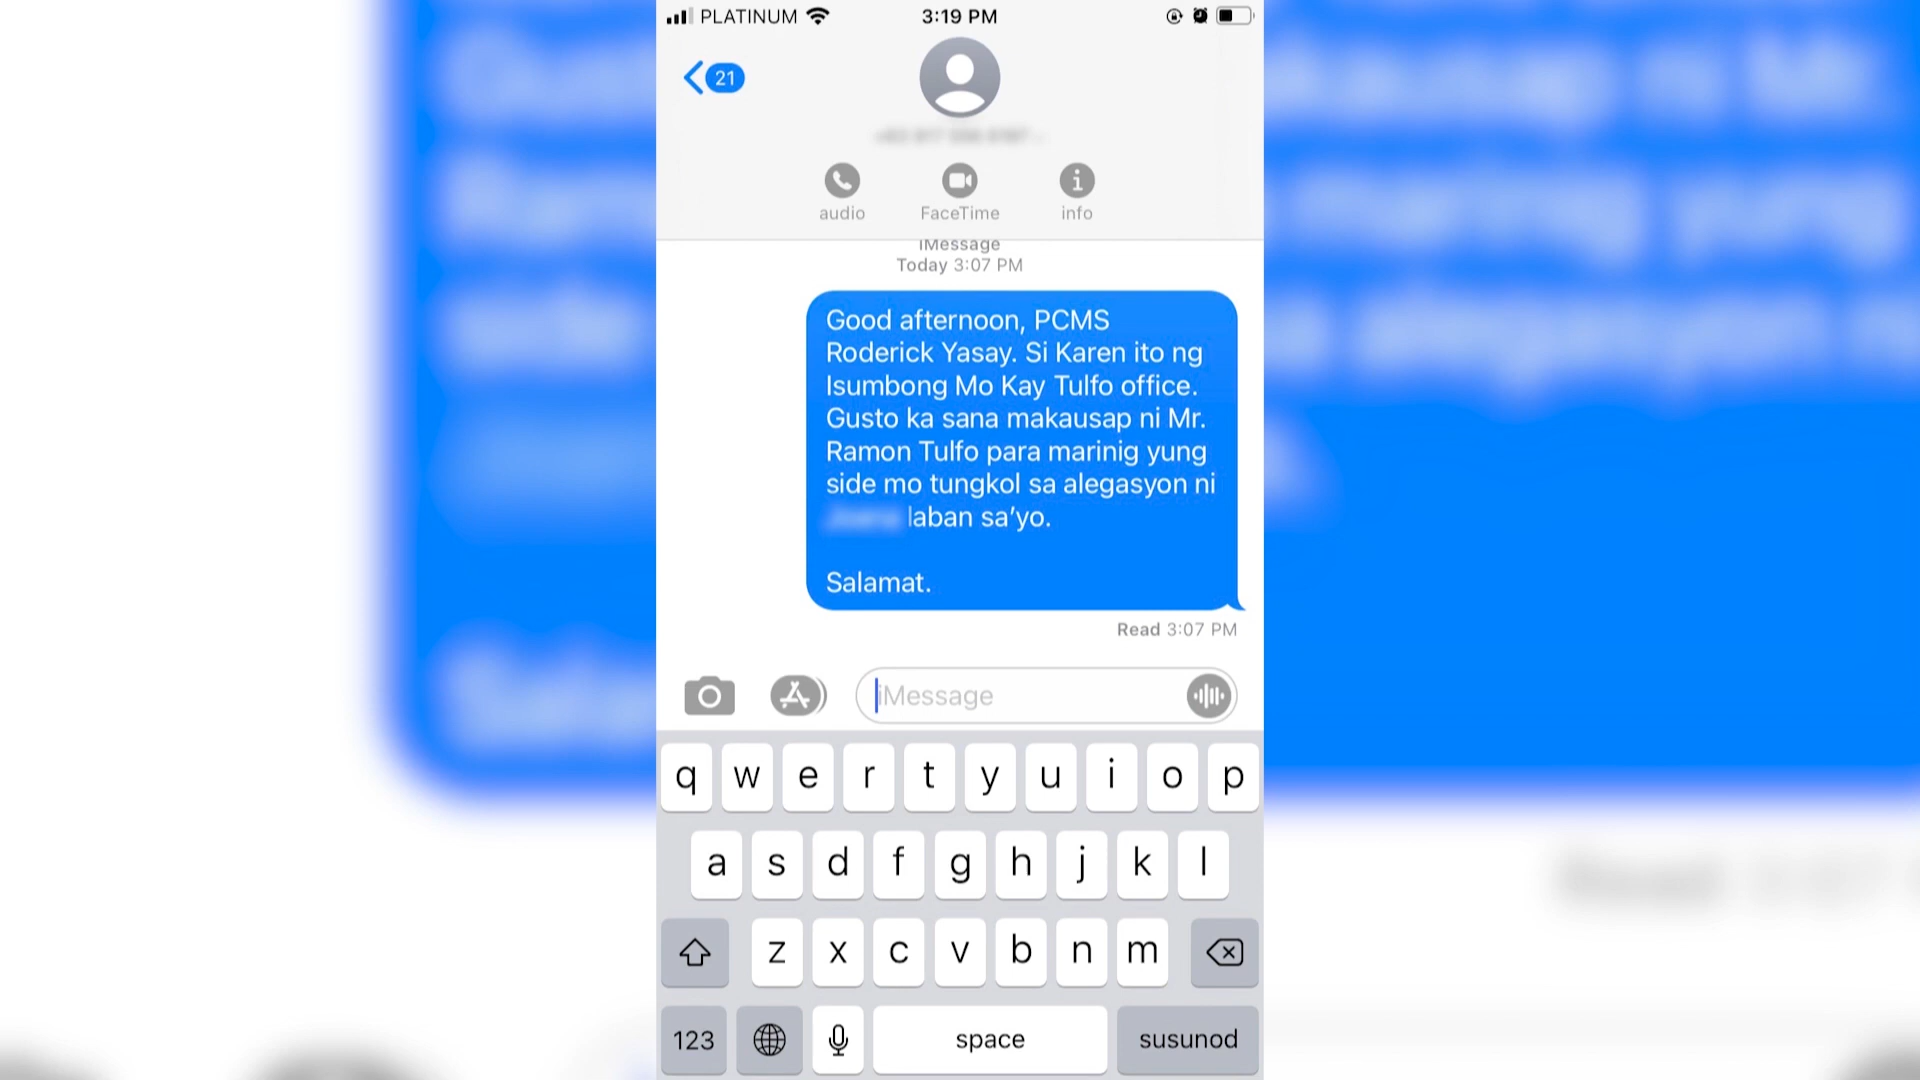 PLATINUM 3:19 PM
21
audio FaceTime info
iMessage
Today 3:07 PM
Good afternoon, PCMS
Roderick Yasay. Si Karen ito ng
Isumbong Mo Kay Tulfo office.
Gusto ka sana makausap ni Mr.
Ramon Tulfo para marinig yung
side mo tungkol sa alegasyon ni
laban sa’yo.
Salamat.
Read 3:07 PM
iMessage
q w e r t y u i o p
a s d f g h j k l
z x c v b n m
123 space susunod